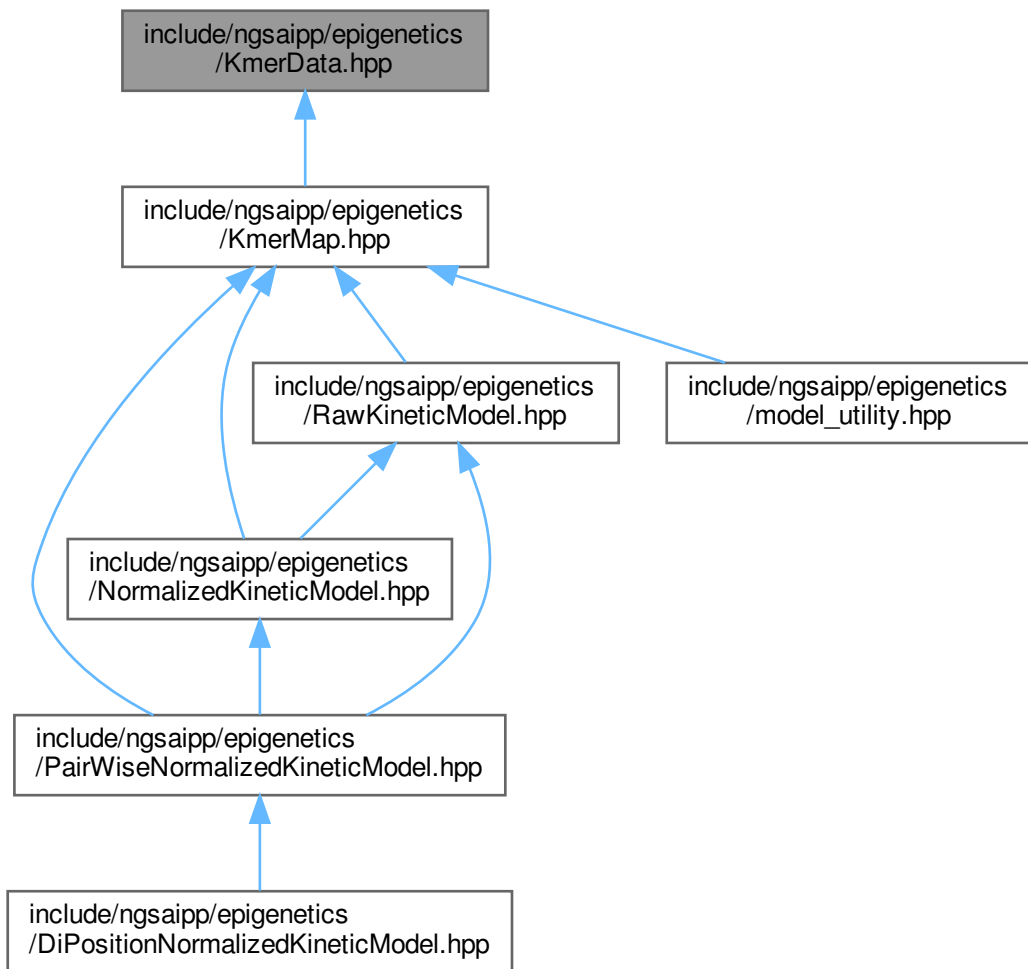 include/ngsaipp/epigenetics
/KmerData.hpp
include/ngsaipp/epigenetics
/KmerMap.hpp
include/ngsaipp/epigenetics
/RawKineticModel.hpp
include/ngsaipp/epigenetics
/model_utility.hpp
include/ngsaipp/epigenetics
/NormalizedKineticModel.hpp
include/ngsaipp/epigenetics
/PairWiseNormalizedKineticModel.hpp
include/ngsaipp/epigenetics
/DiPositionNormalizedKineticModel.hpp